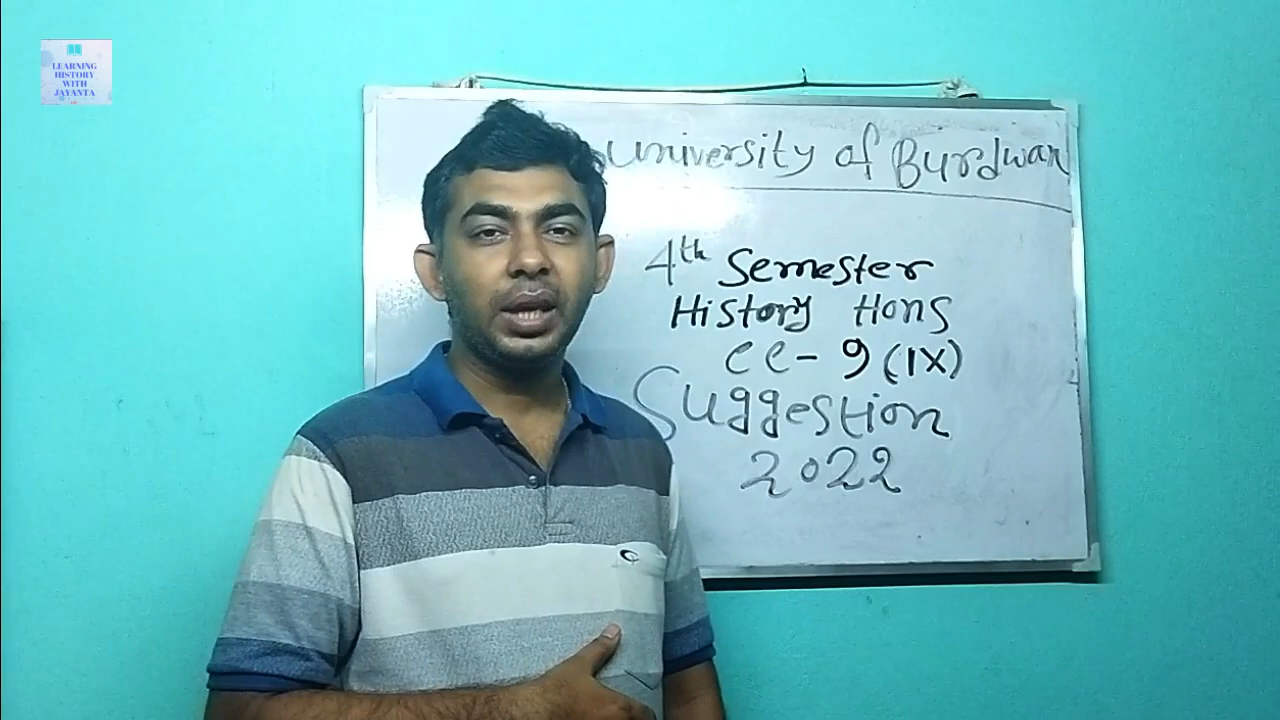 LEARNING
HISTORY
WITH
JAYANTA
University of Burdwan
4th Semester
History Hons
CC-9(IX)
Suggestion
2022